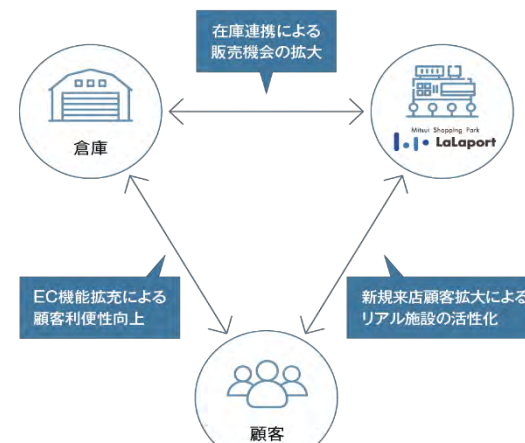 在庫連携による
販売機会の拡大
倉庫
Mitsui Shopping Park
LaLaport
EC機能拡充による
顧客利便性向上
新規来店顧客拡大による
リアル施設の活性化
顧客